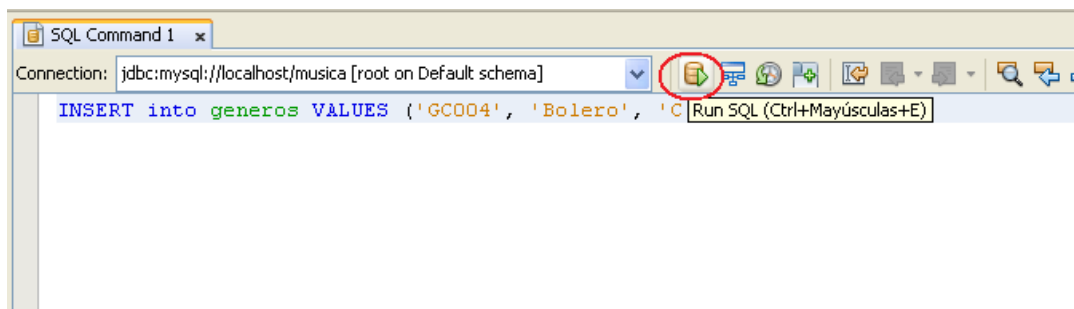 SQL Command 1 x
Connection: jdbc:mysql://localhost/musica [root on Default schema]
INSERT into generos VALUES ('GC004', 'Bolero', 'C
Run SQL (Ctrl+Mayúsculas+E)